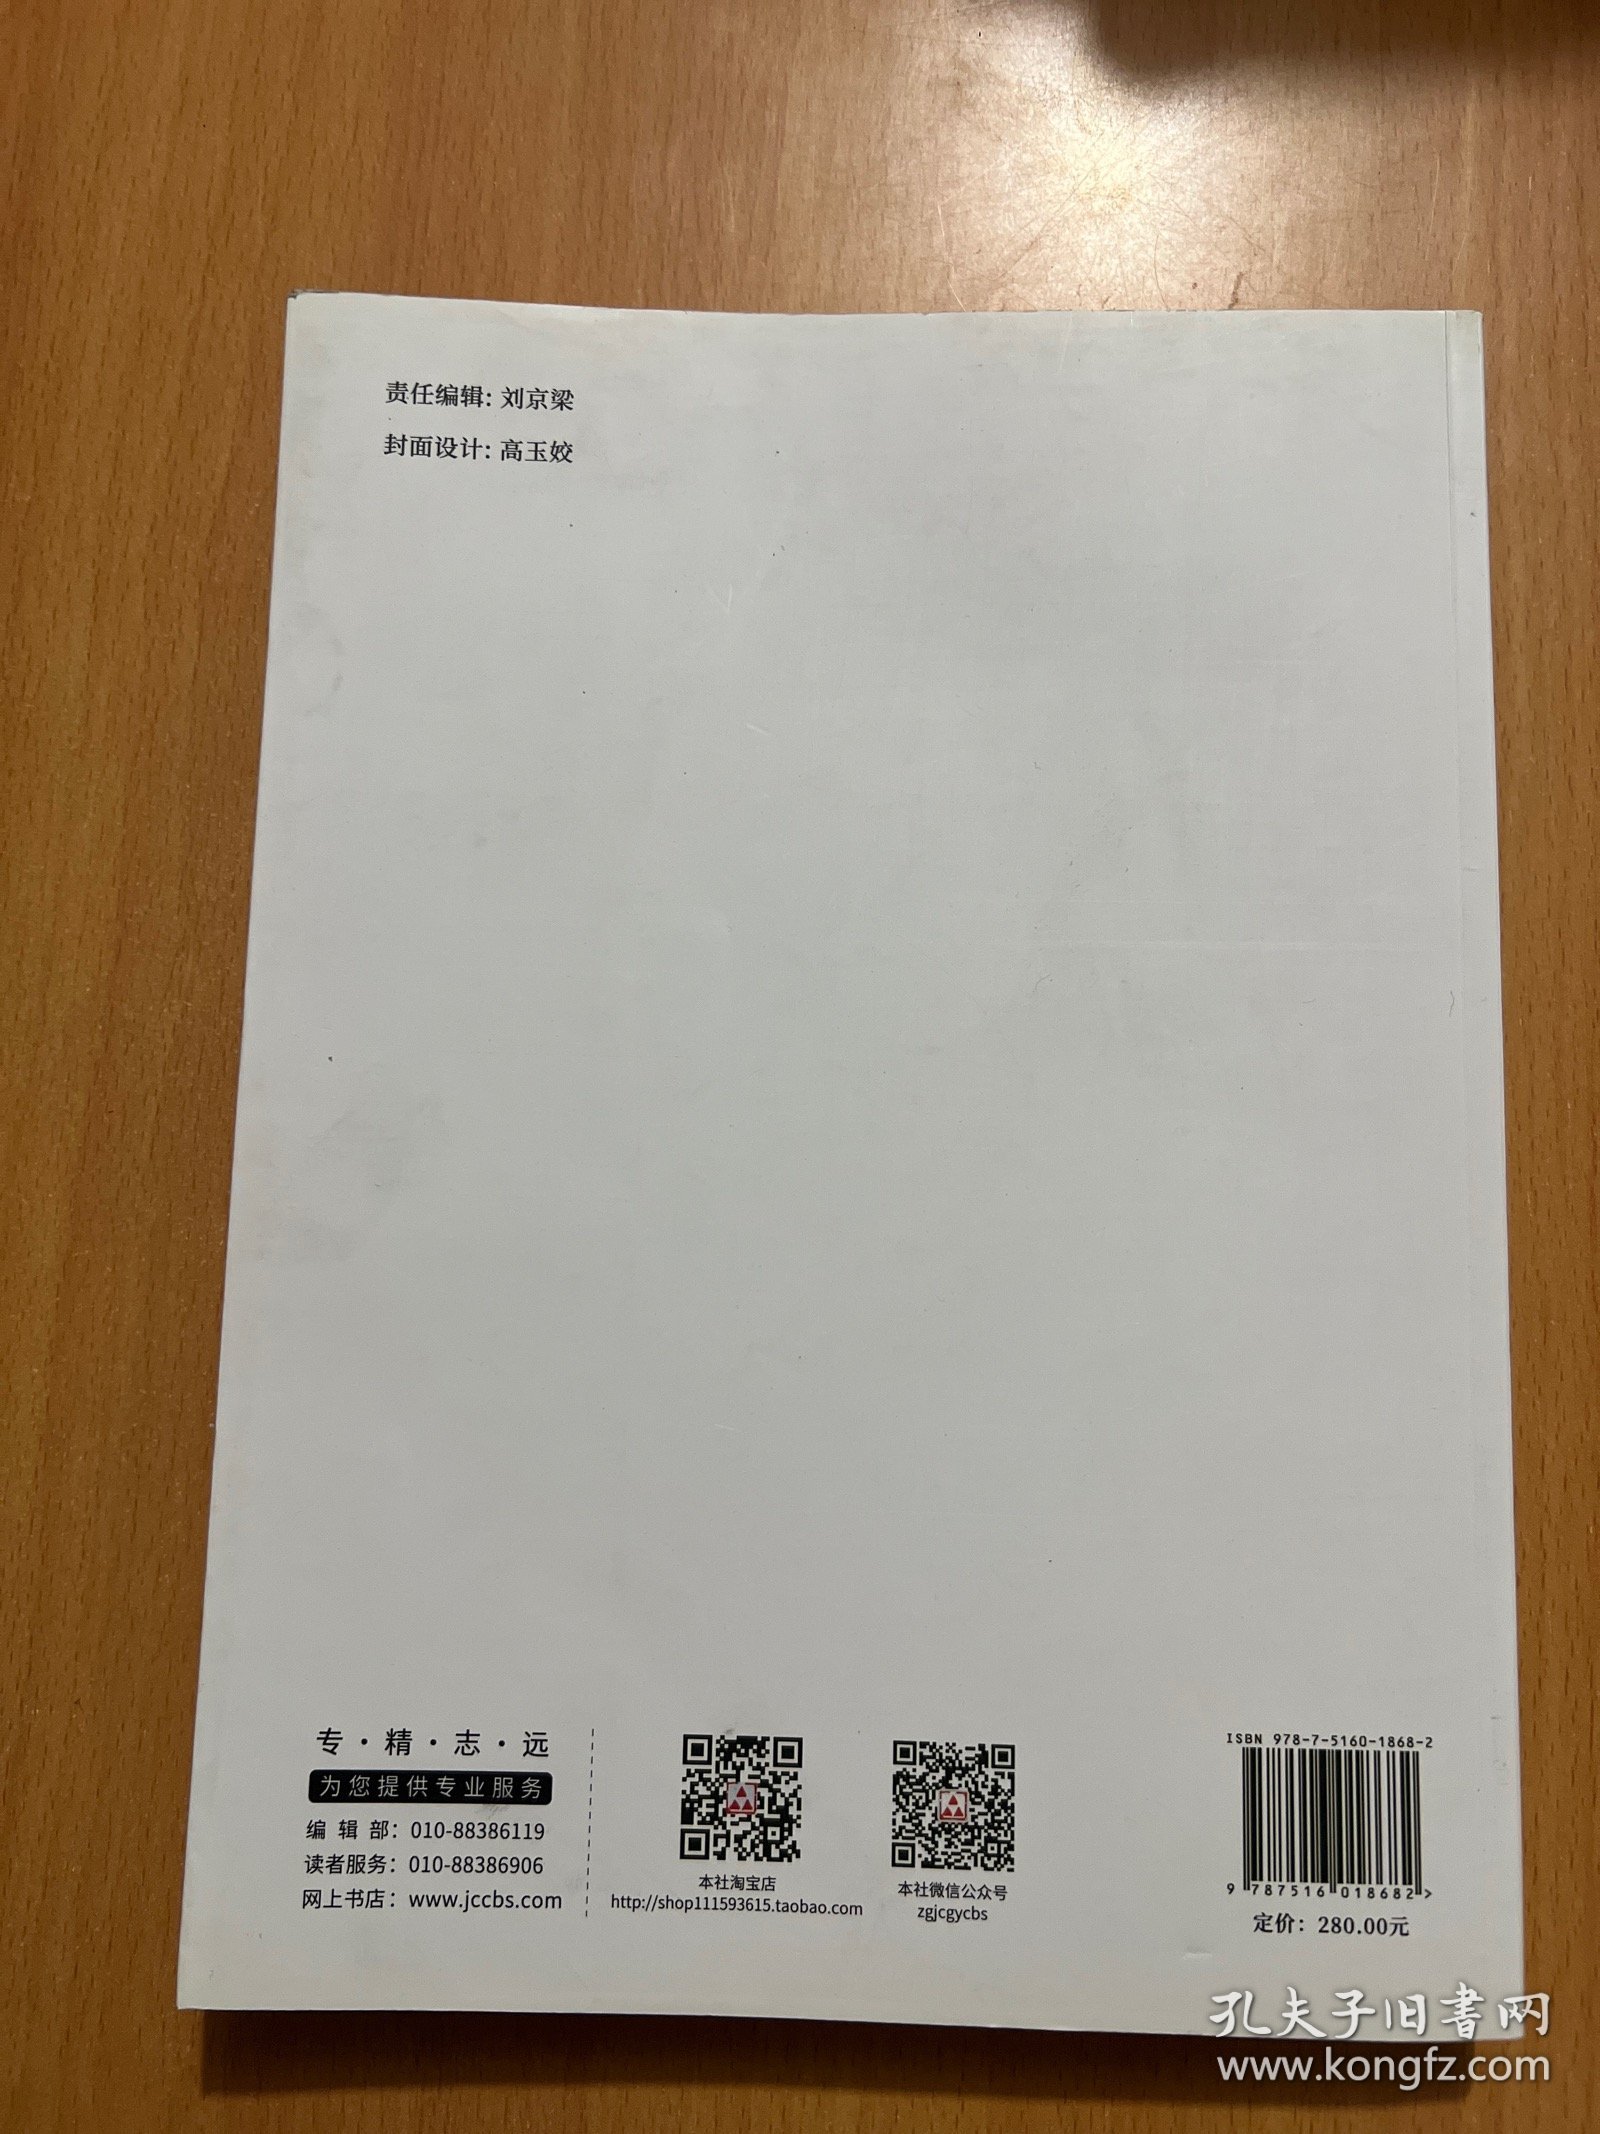 责任编辑：刘京梁
封面设计：高玉姣
专·精·志·远
为您提供专业服务
编 辑 部：010-88386119
读者服务：010-88386906
网上书店：www.jccbs.com
本社淘宝店
http://shop111593615.taobao.com
本社微信公众号
zgjcgycbs
ISBN 978-7-5160-1868-2
9 787516 018682>
定价：280.00元
孔夫子旧书网
www.kongfz.com